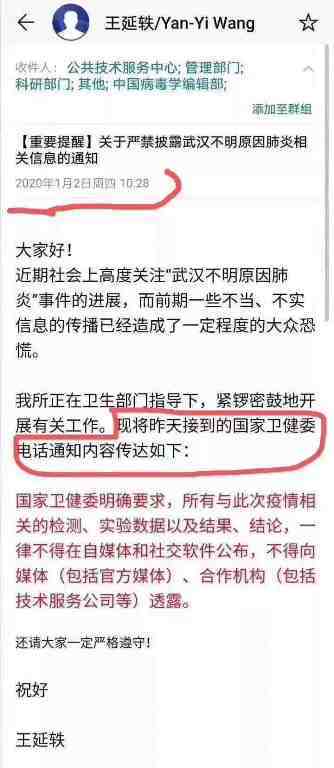 王延轶/Yan-Yi Wang
收件人: 公共技术服务中心; 管理部门;
科研部门; 其他; 中国病毒学编辑部;
添加至群组
【重要提醒】关于严禁披露武汉不明原因肺炎相
关信息的通知
2020年1月2日周四 10:28
大家好！
近期社会上高度关注"武汉不明原因肺
炎"事件的进展，而前期一些不当、不实
信息的传播已经造成了一定程度的大众恐
慌。
我所正在卫生部门指导下，紧锣密鼓地开
展有关工作。现将昨天接到的国家卫健委
电话通知内容传达如下：
国家卫健委明确要求，所有与此次疫情相
关的检测、实验数据以及结果、结论，一
律不得在自媒体和社交软件公布，不得向
媒体（包括官方媒体）、合作机构（包括
技术服务公司等）透露。
还请大家一定严格遵守！
祝好
王延轶